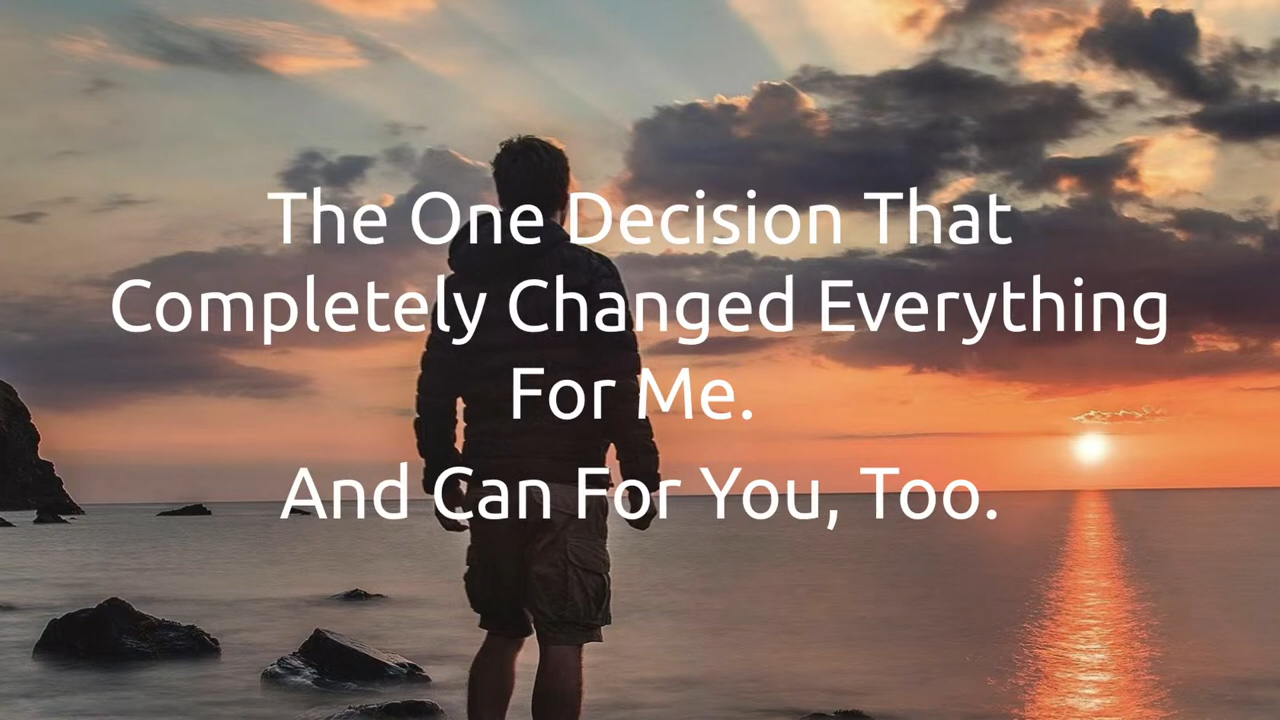 The One Decision That
Completely Changed Everything
For Me.
And Can For You, Too.